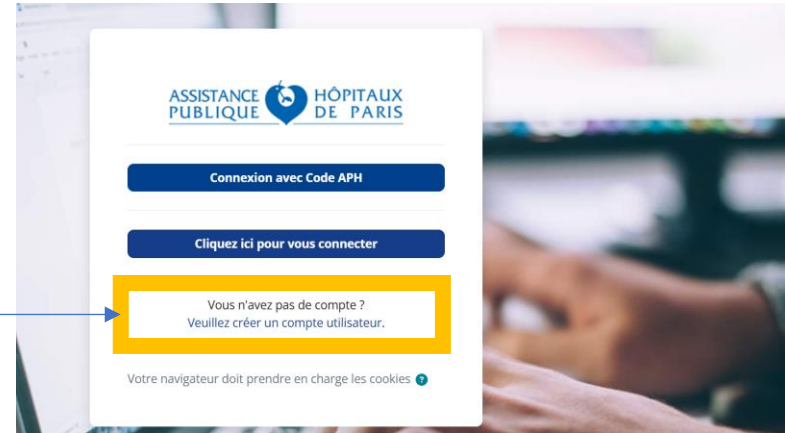 ASSISTANCE HÔPITAUX
PUBLIQUE DE PARIS
Connexion avec Code APH
Cliquez ici pour vous connecter
Vous n'avez pas de compte ?
Veuillez créer un compte utilisateur.
Votre navigateur doit prendre en charge les cookies ?